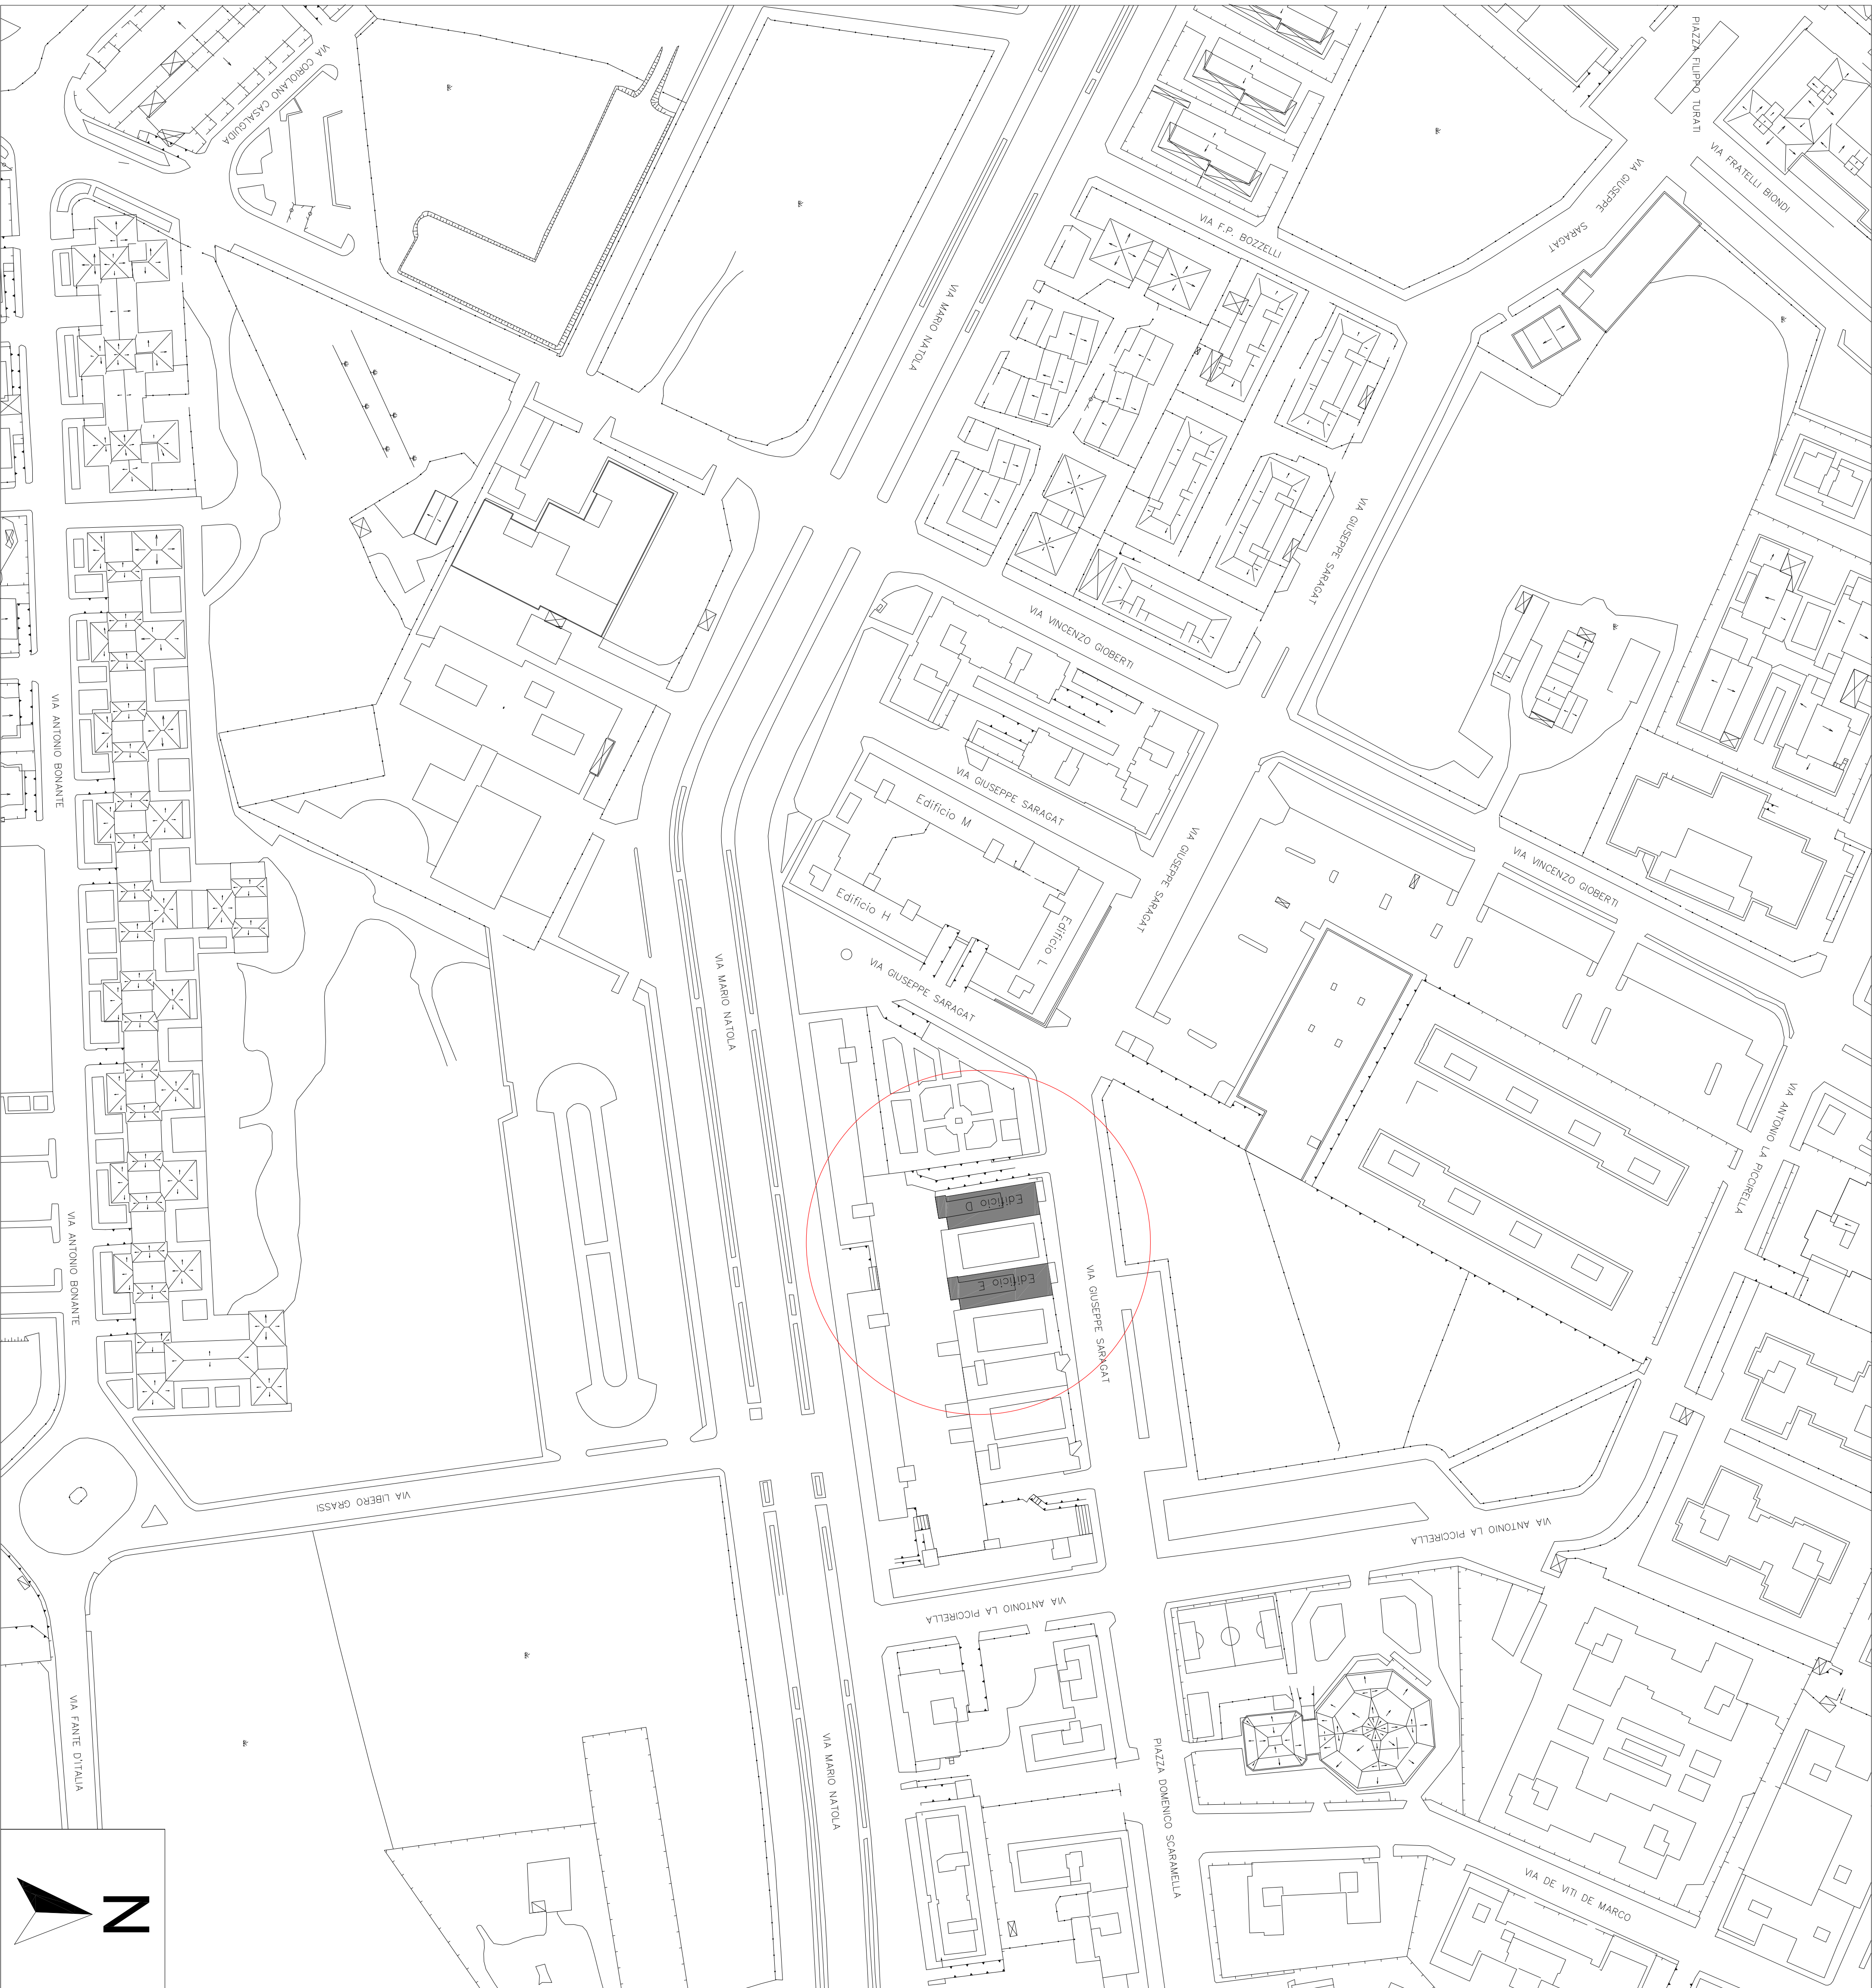 PIAZZA FILIPPO TURATI
VIA CORIOLANO CASALGUIDA
VIA FRATELLI BIONDI
VIA GIUSEPPE
SARAGAT
VIA F.P. BOZZELLI
VIA MARIO NATOLA
VIA GIUSEPPE SARAGAT
VIA VINCENZO GIOBERTI
VIA ANTONIO BONANTE
VIA GIUSEPPE SARAGAT
Edificio M
VIA GIUSEPPE SARAGAT
VIA VINCENZO GIOBERTI
Edificio H
Edificio L
VIA GIUSEPPE SARAGAT
VIA MARIO NATOLA
VIA ANTONIO LA PICCIRELLA
Edificio D
VIA ANTONIO BONANTE
Edificio E
VIA GIUSEPPE SARAGAT
VIA LIBERO GRASSI
VIA ANTONIO LA PICCIRELLA
VIA ANTONIO LA PICCIRELLA
VIA FANTE D'ITALIA
VIA MARIO NATOLA
PIAZZA DOMENICO SCARAMELLA
VIA DE VITI DE MARCO
N